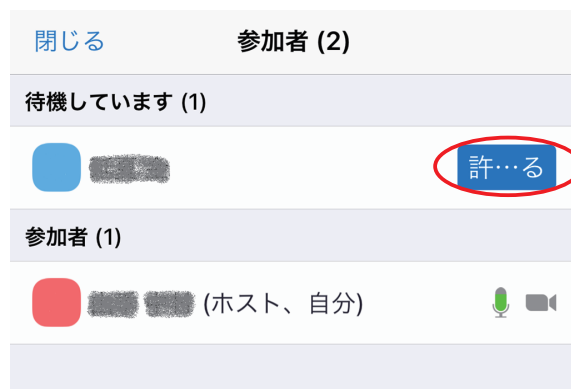 閉じる 参加者 (2)
待機しています (1)
許…る
参加者 (1)
(ホスト、自分)